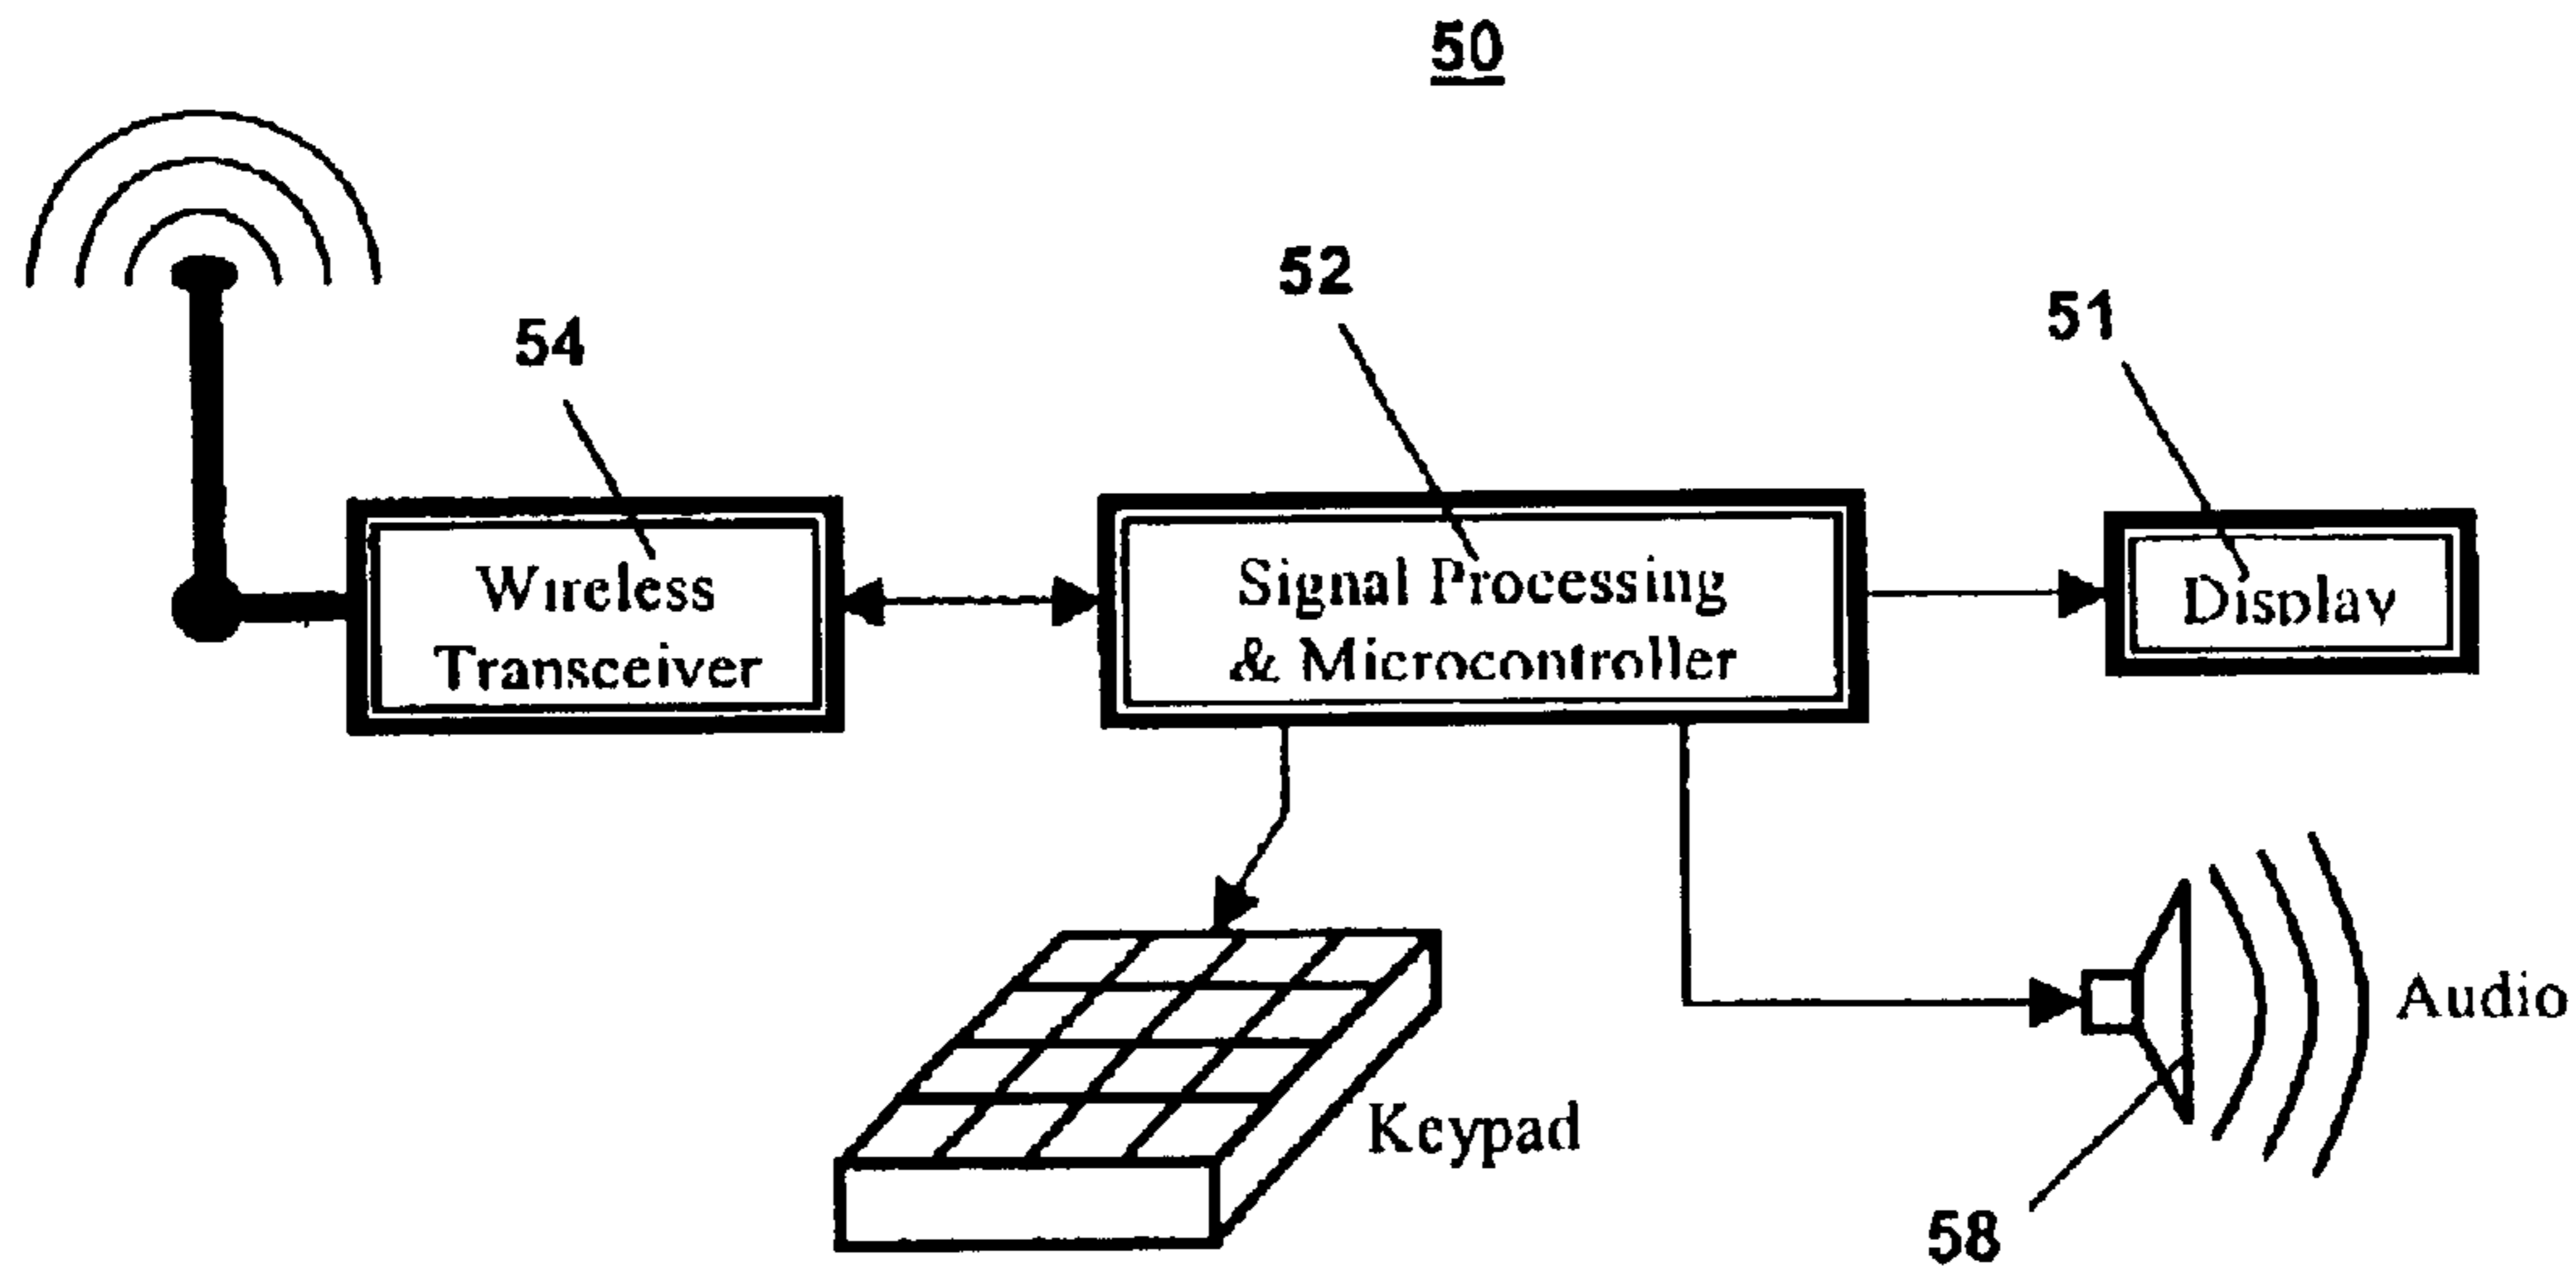 50
52
51
54
Wireless
Transceiver
Signal Processing
& Microcontroller
Display
Audio
Keypad
58